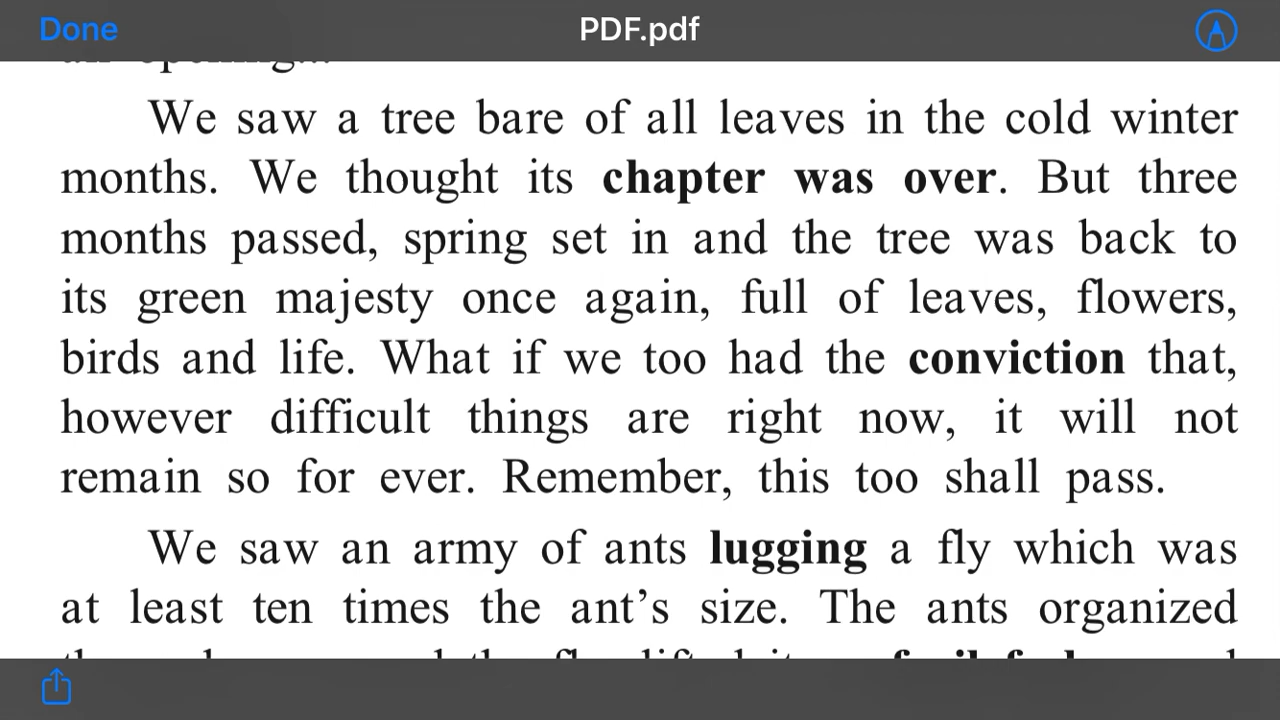 Done
PDF.pdf
We saw a tree bare of all leaves in the cold winter
months. We thought its chapter was over. But three
months passed, spring set in and the tree was back to
its green majesty once again, full of leaves, flowers,
birds and life. What if we too had the conviction that,
however difficult things are right now, it will not
remain so for ever. Remember, this too shall pass.
We saw an army of ants lugging a fly which was
at least ten times the ant’s size. The ants organized